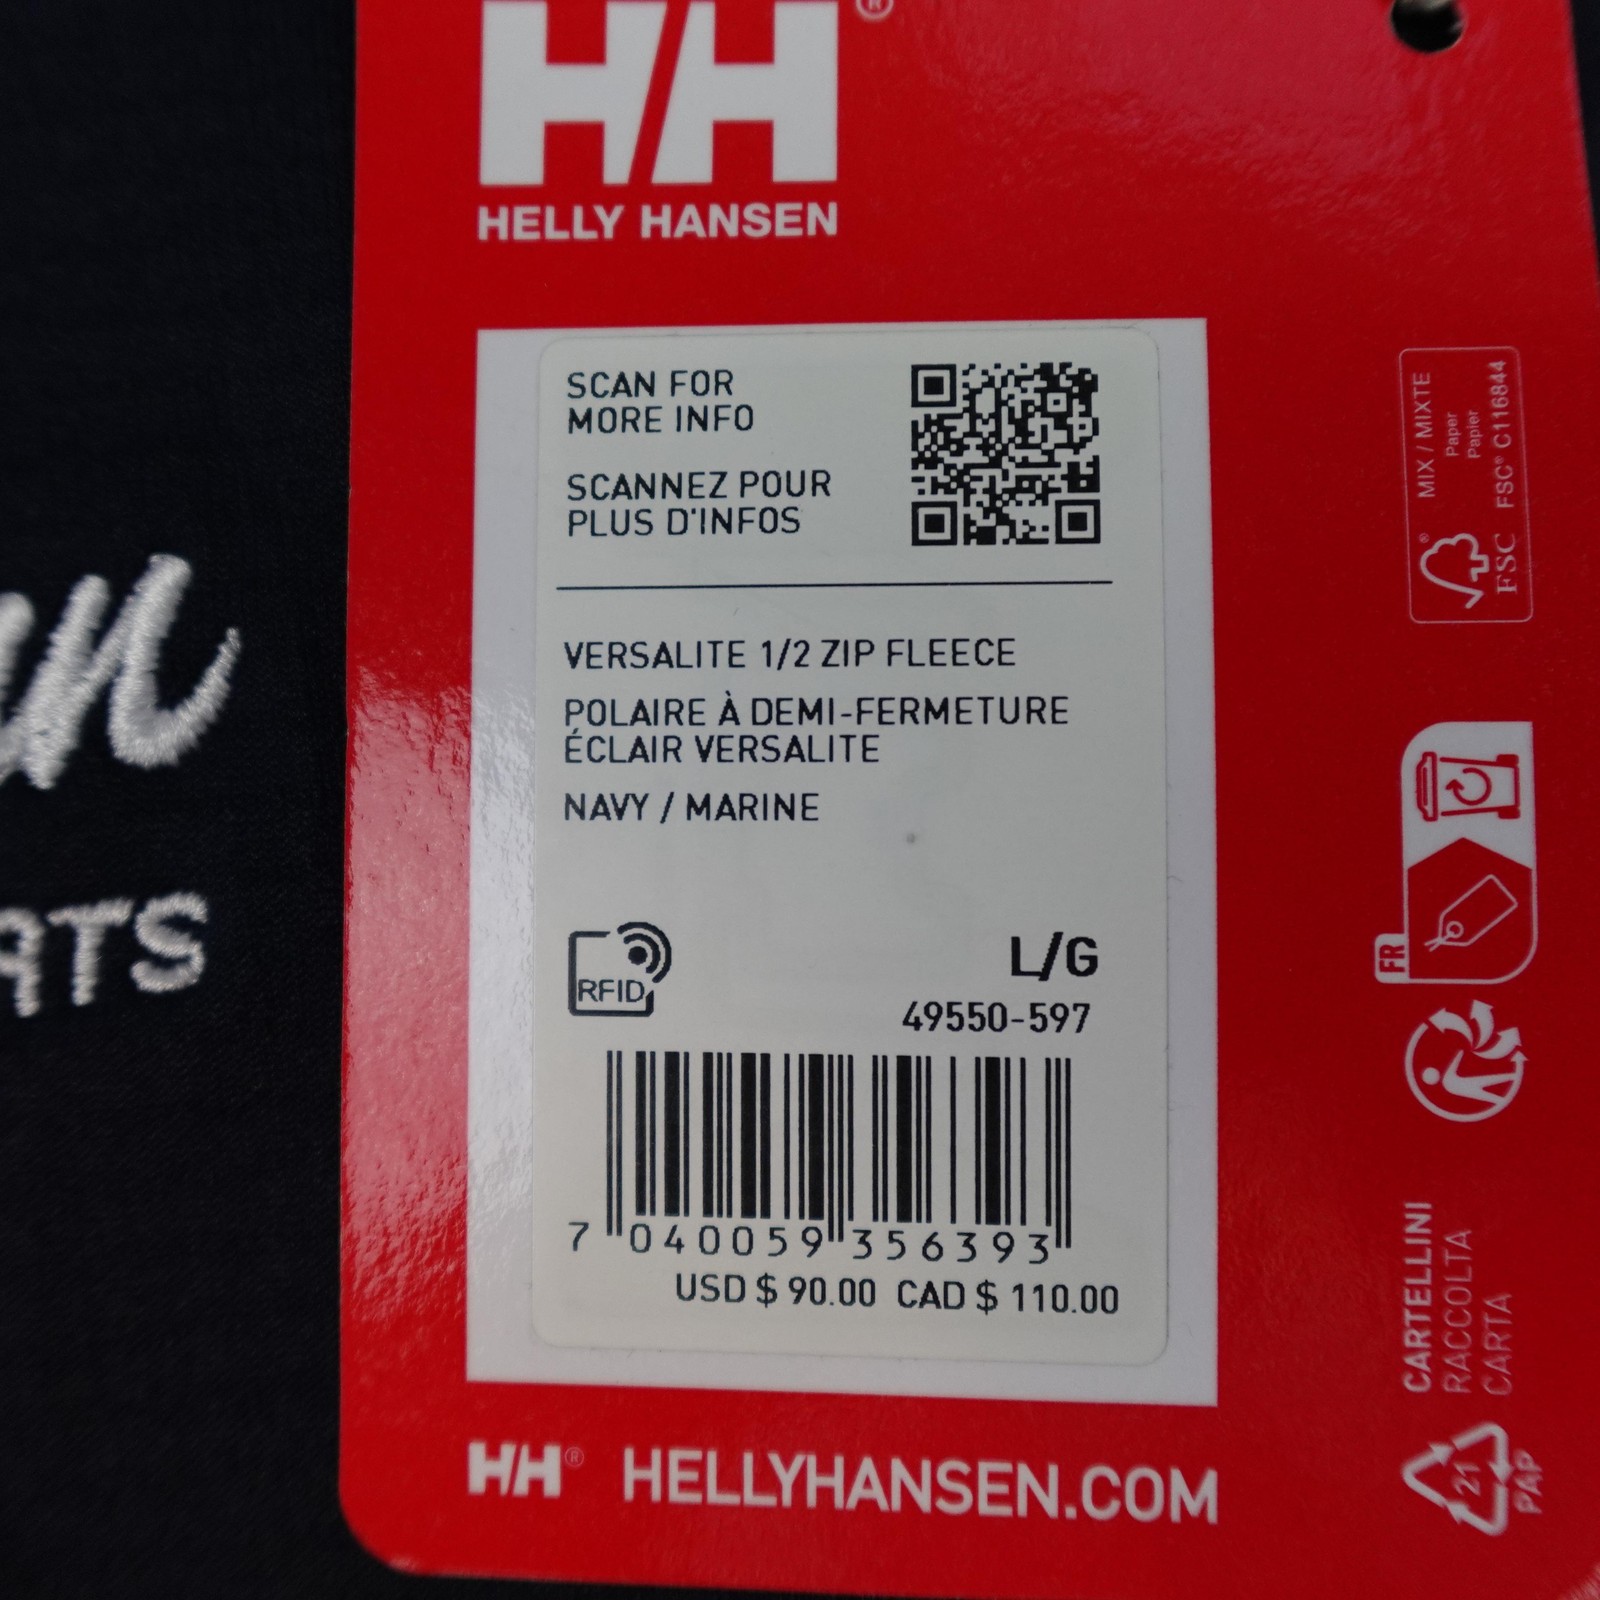 HH®
HELLY HANSEN
SCAN FOR
MORE INFO
SCANNEZ POUR
PLUS D'INFOS
VERSALITE 1/2 ZIP FLEECE
POLAIRE À DEMI-FERMETURE
ÉCLAIR VERSALITE
NAVY / MARINE
RFID
L/G
49550-597
7 040059 356393
USD $ 90.00 CAD $ 110.00
HH® HELLYHANSEN.COM
MIX / MIXTE
Paper
Papier
FSC® C116844
FSC
®
FR
CARTELLINI
RACCOLTA
CARTA
21
PAP